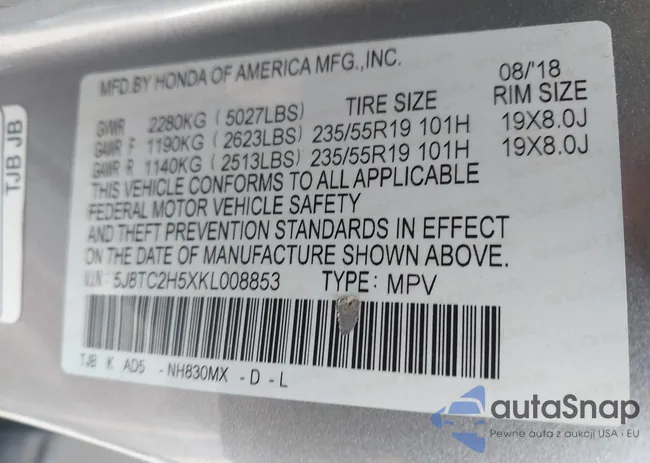 TJB JB
MFD.BY HONDA OF AMERICA MFG.,INC. 08/'18
GVWR 2280KG (5027LBS) TIRE SIZE RIM SIZE
GAWR F 1190KG (2623LBS) 235/55R19 101H 19X8.0J
GAWR R 1140KG (2513LBS) 235/55R19 101H 19X8.0J
THIS VEHICLE CONFORMS TO ALL APPLICABLE
FEDERAL MOTOR VEHICLE SAFETY
AND THEFT PREVENTION STANDARDS IN EFFECT
ON THE DATE OF MANUFACTURE SHOWN ABOVE.
V.I.N: 5J8TC2H5XKL008853 TYPE: MPV
TJB K AD5 -NH830MX -D -L
autaSnap
Pewne auta z aukcji USA i EU